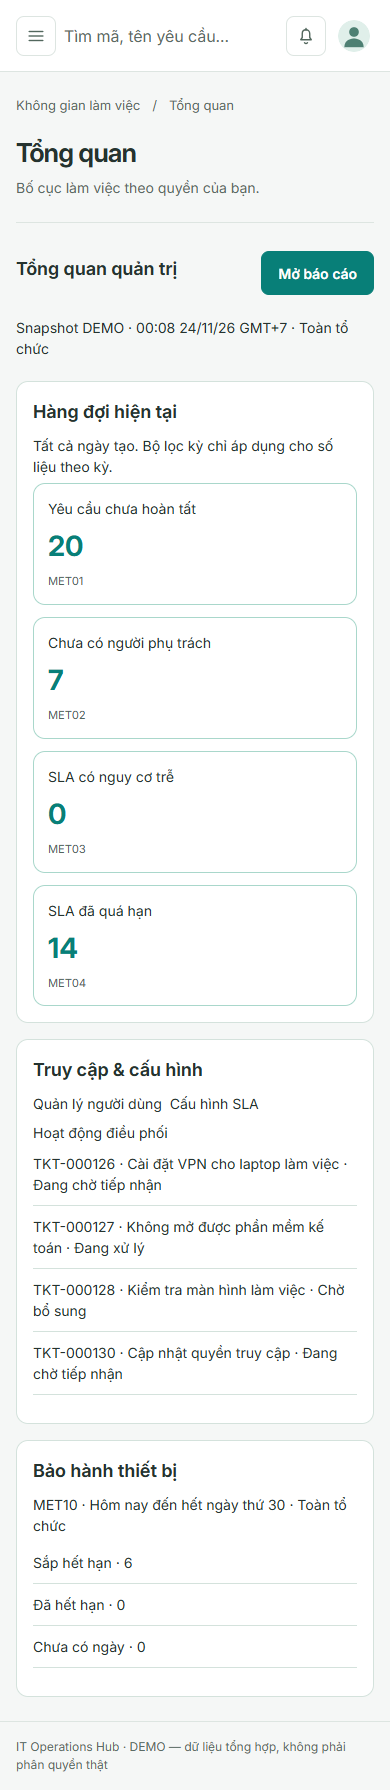 Tìm mã, tên yêu cầu...
Không gian làm việc / Tổng quan
Tổng quan
Bố cục làm việc theo quyền của bạn.
Tổng quan quản trị
Mở báo cáo
Snapshot DEMO · 00:08 24/11/26 GMT+7 · Toàn tổ
chức
Hàng đợi hiện tại
Tất cả ngày tạo. Bộ lọc kỳ chỉ áp dụng cho số
liệu theo kỳ.
Yêu cầu chưa hoàn tất
20
MET01
Chưa có người phụ trách
7
MET02
SLA có nguy cơ trễ
0
MET03
SLA đã quá hạn
14
MET04
Truy cập & cấu hình
Quản lý người dùng Cấu hình SLA
Hoạt động điều phối
TKT-000126 · Cài đặt VPN cho laptop làm việc ·
Đang chờ tiếp nhận
TKT-000127 · Không mở được phần mềm kế
toán · Đang xử lý
TKT-000128 · Kiểm tra màn hình làm việc · Chờ
bổ sung
TKT-000130 · Cập nhật quyền truy cập · Đang
chờ tiếp nhận
Bảo hành thiết bị
MET10 · Hôm nay đến hết ngày thứ 30 · Toàn tổ
chức
Sắp hết hạn · 6
Đã hết hạn · 0
Chưa có ngày · 0
IT Operations Hub · DEMO — dữ liệu tổng hợp, không phải
phân quyền thật